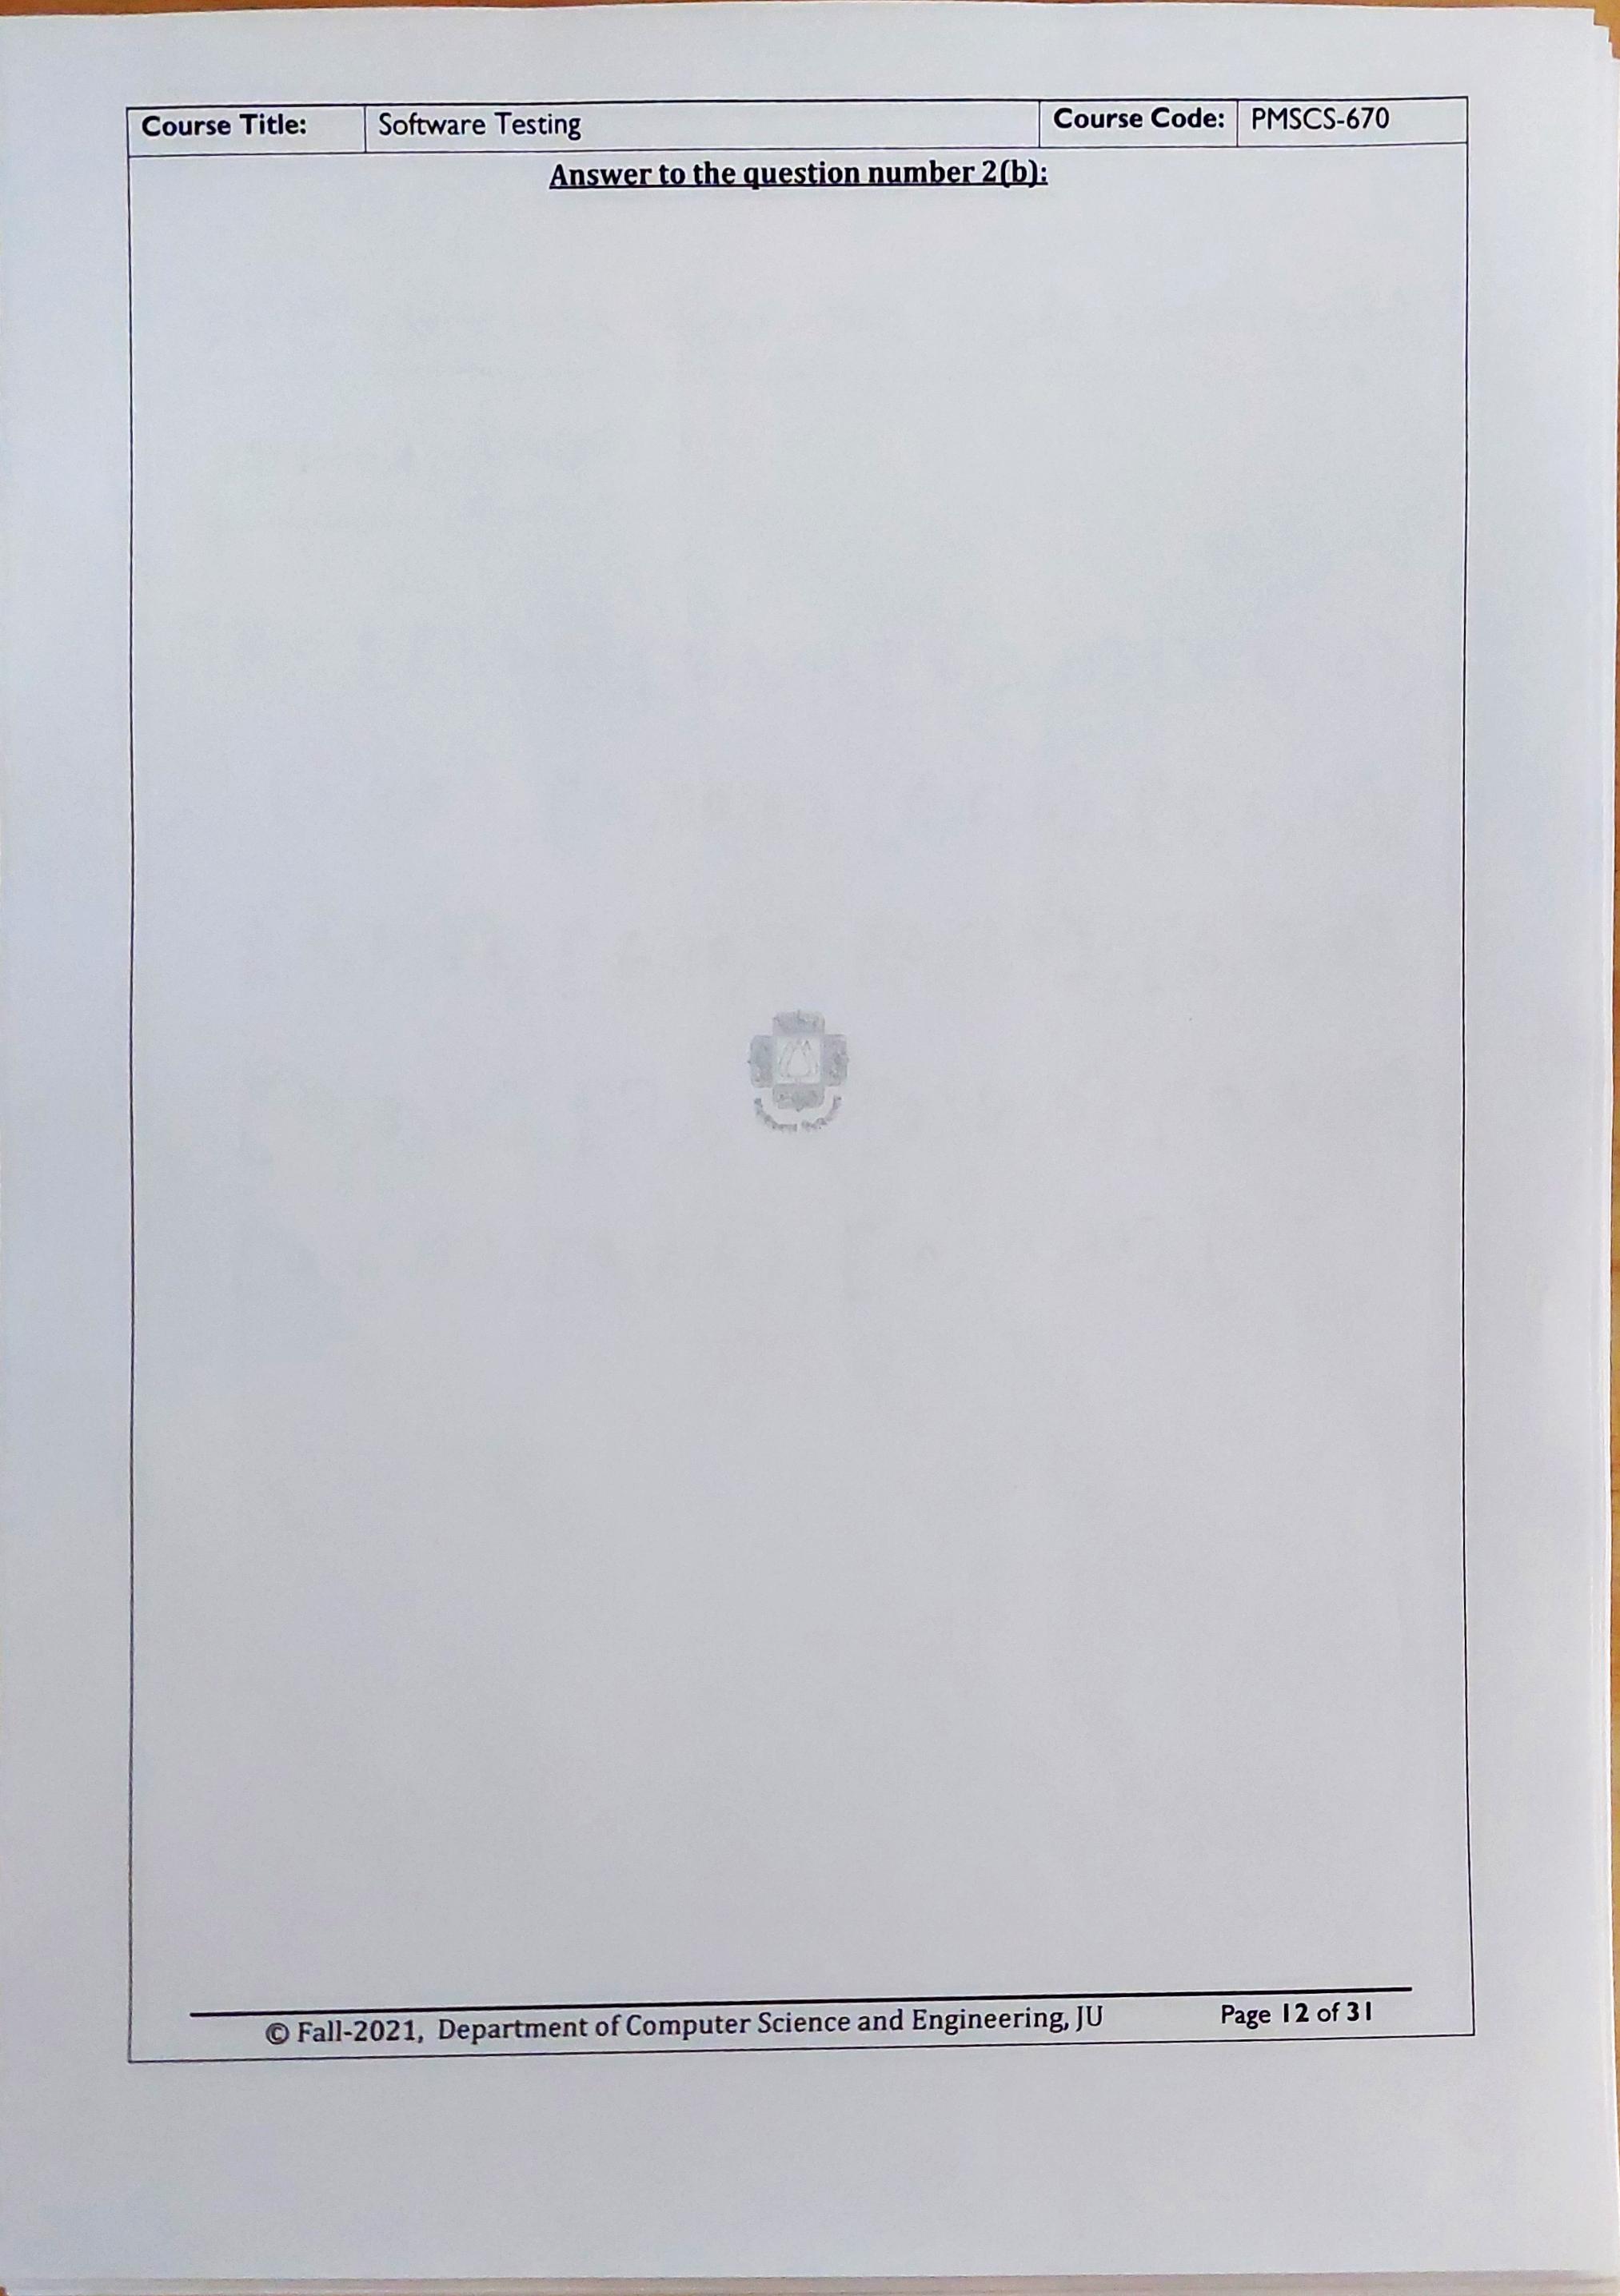 Course Title: Software Testing Course Code: PMSCS-670
Answer to the question number 2(b):
© Fall-2021, Department of Computer Science and Engineering, JU Page 12 of 31